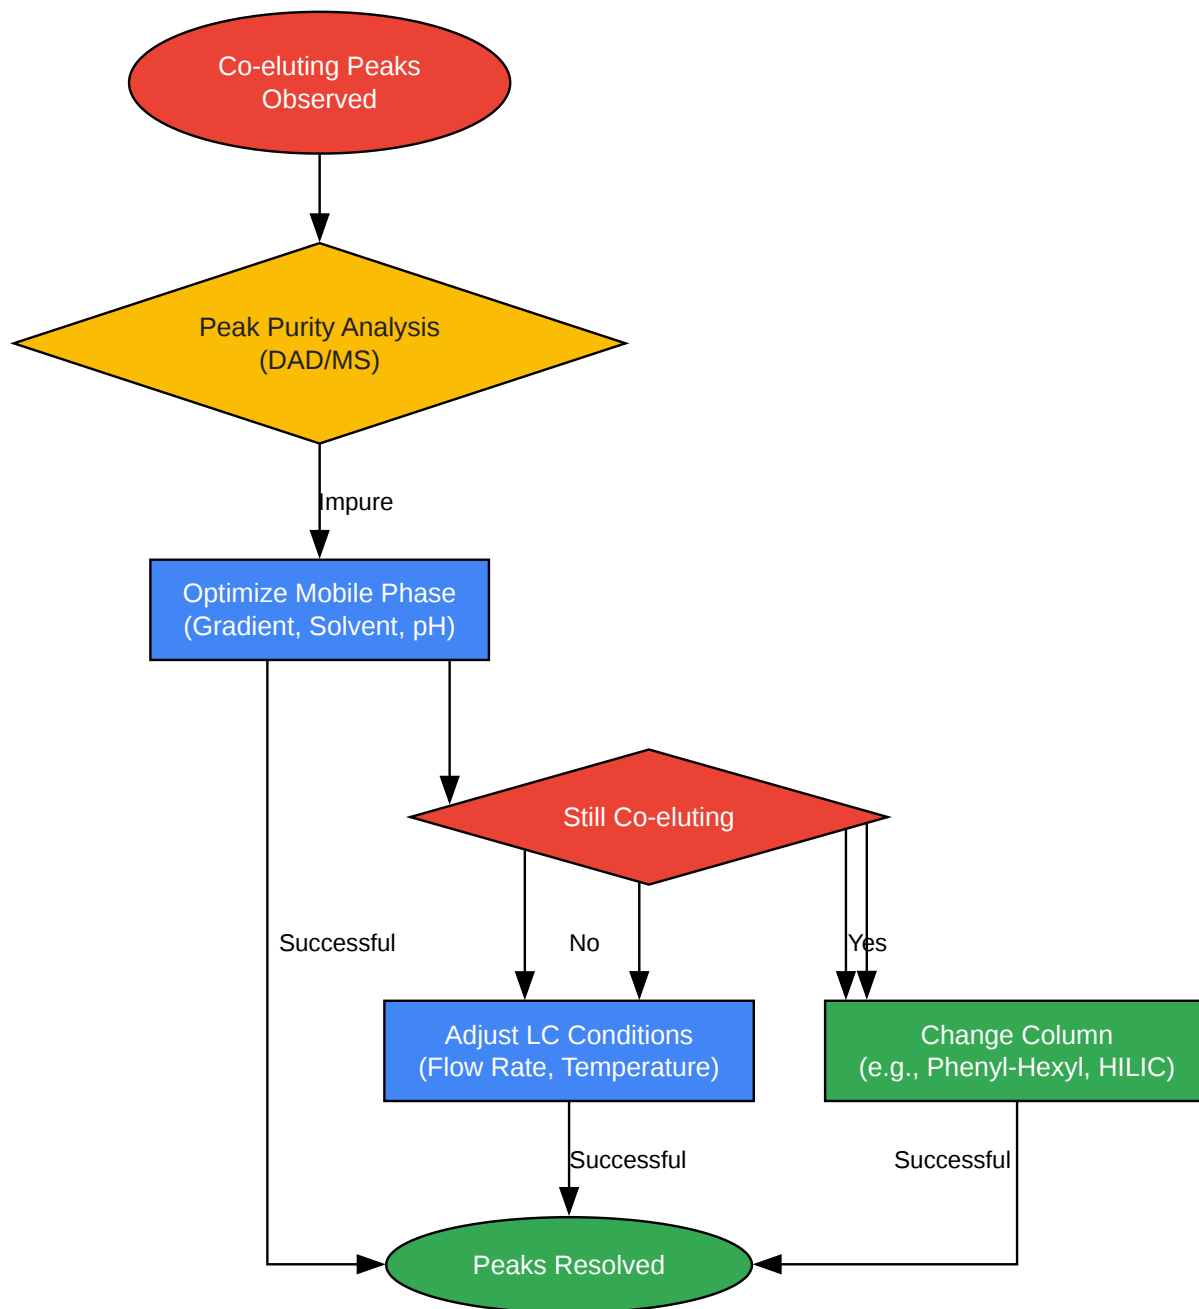 Co-eluting Peaks
Observed
Peak Purity Analysis
(DAD/MS)
Impure
Optimize Mobile Phase
(Gradient, Solvent, pH)
Still Co-eluting
Successful
No
Yes
Adjust LC Conditions
(Flow Rate, Temperature)
Change Column
(e.g., Phenyl-Hexyl, HILIC)
Successful
Successful
Peaks Resolved